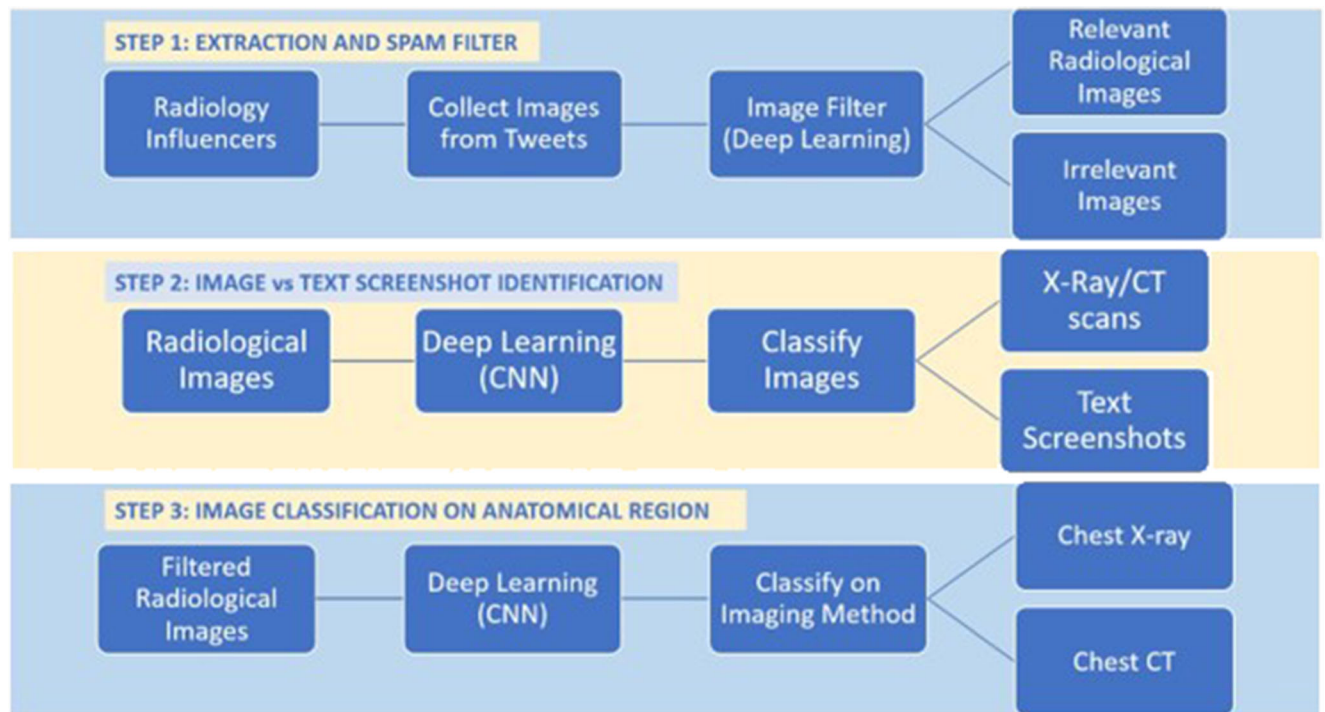 STEP 1: EXTRACTION AND SPAM FILTER
Radiology
Influencers
Collect Images
from Tweets
Image Filter
(Deep Learning)
Relevant
Radiological
Images
Irrelevant
Images
STEP 2: IMAGE vs TEXT SCREENSHOT IDENTIFICATION
Radiological
Images
Deep Learning
(CNN)
Classify
Images
X-Ray/CT
scans
Text
Screenshots
STEP 3: IMAGE CLASSIFICATION ON ANATOMICAL REGION
Filtered
Radiological
Images
Deep Learning
(CNN)
Classify on
Imaging Method
Chest X-ray
Chest CT